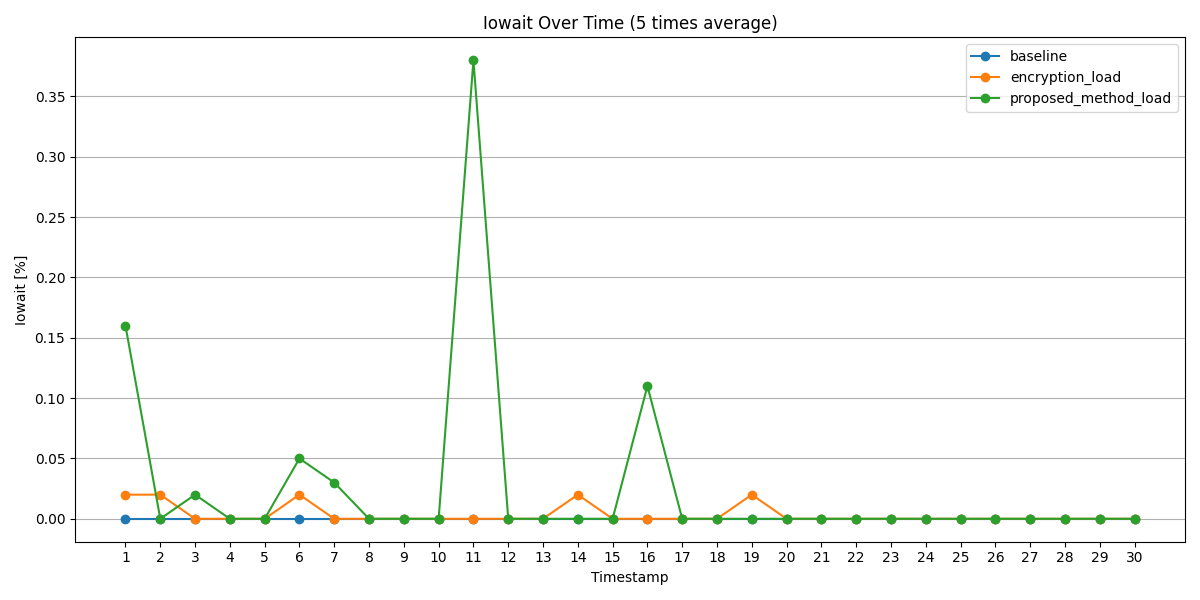 Iowait Over Time (5 times average)
baseline
encryption_load
proposed_method_load
Iowait [%]
0.35
0.30
0.25
0.20
0.15
0.10
0.05
0.00
1 2 3 4 5 6 7 8 9 10 11 12 13 14 15 16 17 18 19 20 21 22 23 24 25 26 27 28 29 30
Timestamp